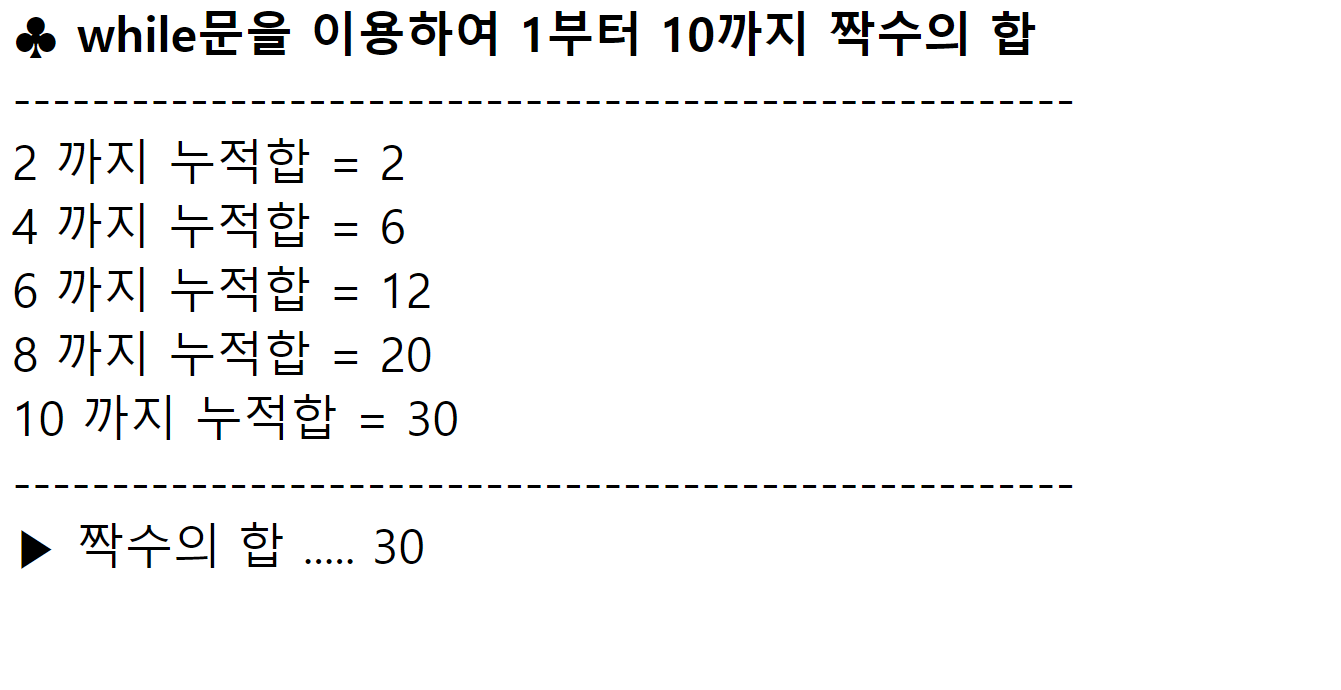 ♣ while문을 이용하여 1부터 10까지 짝수의 합
------------------------------------------------------
2 까지 누적합 = 2
4 까지 누적합 = 6
6 까지 누적합 = 12
8 까지 누적합 = 20
10 까지 누적합 = 30
------------------------------------------------------
▶ 짝수의 합 ..... 30